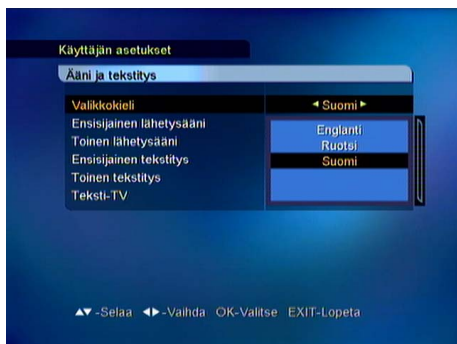 Käyttäjän asetukset
Ääni ja tekstitys
Valikkokieli ◄ Suomi ►
Ensisijainen lähetysääni
Toinen lähetysääni
Ensisijainen tekstitys
Toinen tekstitys
Teksti-TV
Englanti
Ruotsi
Suomi
▲▼-Selaa ◄►-Vaihda OK-Valitse EXIT-Lopeta